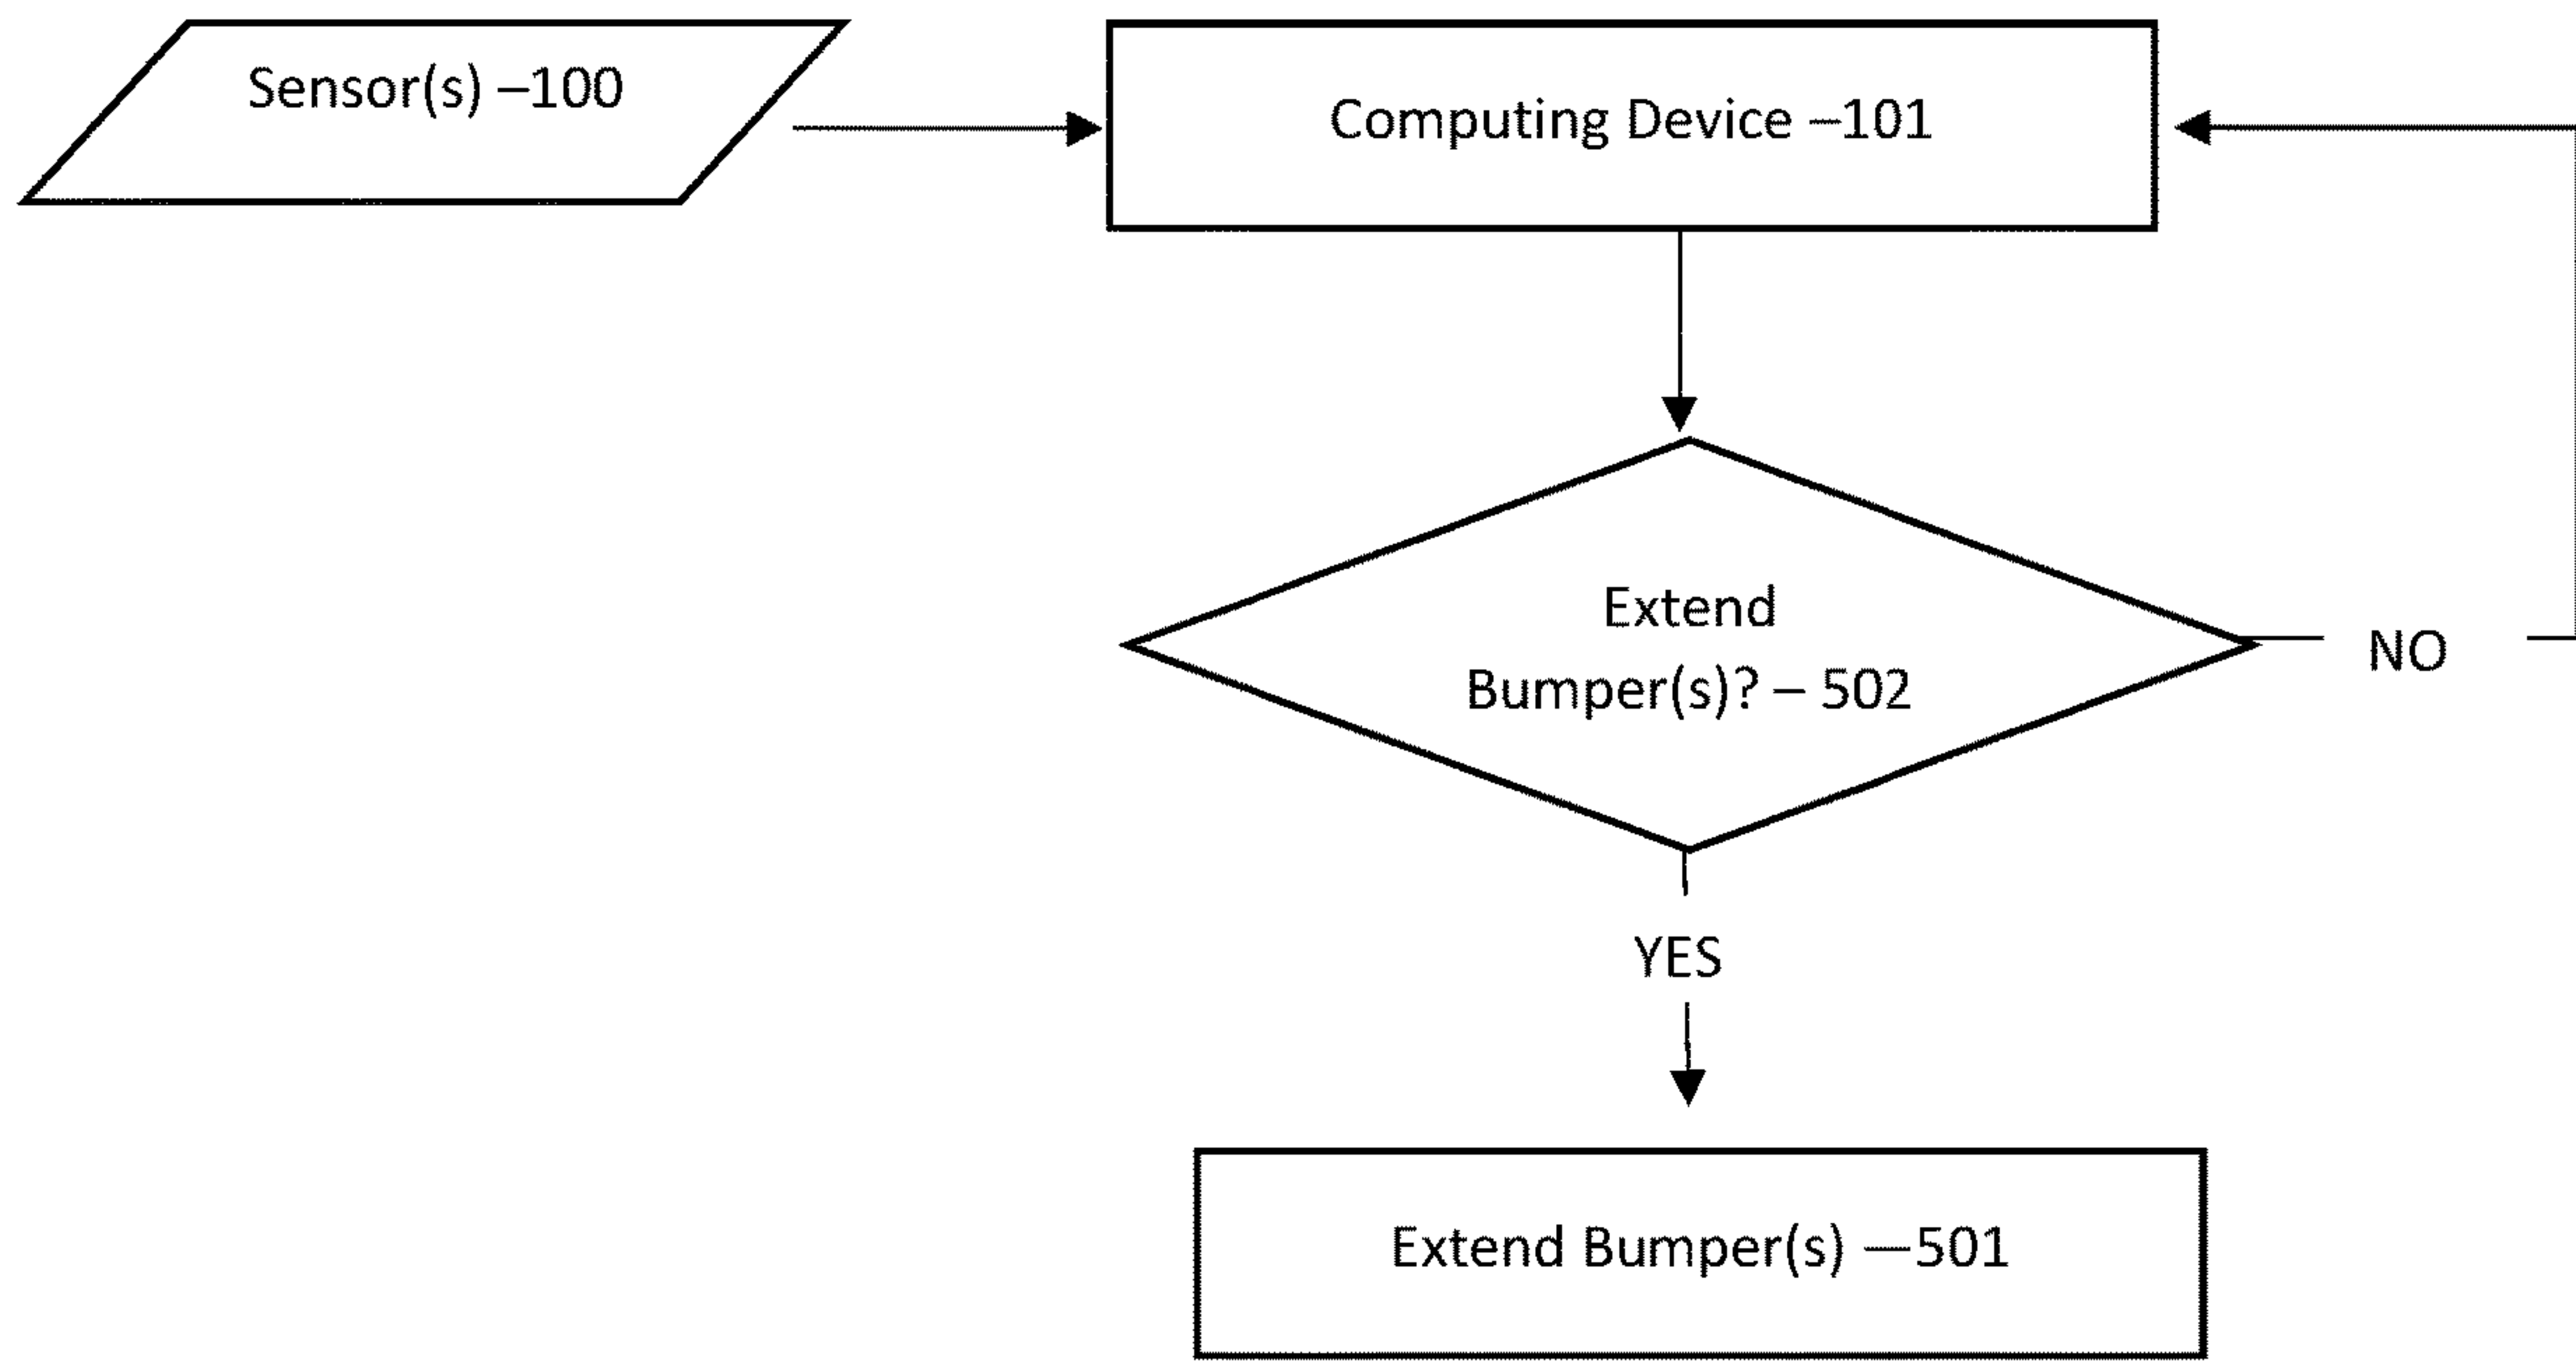 Sensor(s) –100
Computing Device –101
Extend
Bumper(s)? – 502
NO
YES
Extend Bumper(s) —501